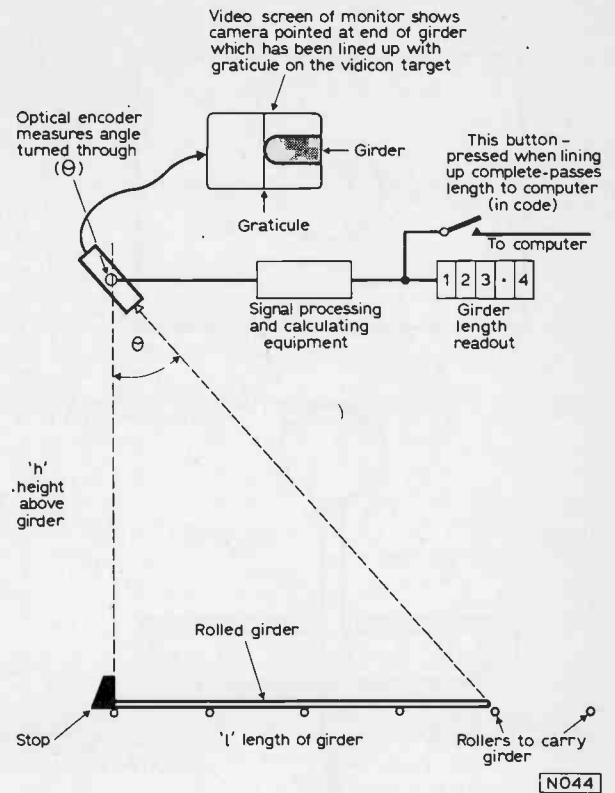 Video screen of monitor shows
camera pointed at end of girder
which has been lined up with
graticule on the vidicon target
Optical encoder
measures angle
turned through
(Θ)
Girder
Graticule
This button -
pressed when lining
up complete-passes
length to computer
(in code)
To computer
1 2 3 · 4
Signal processing
and calculating
equipment
Girder
length
readout
Θ
'h'
height
above
girder
Rolled girder
Stop
'l' length of girder
Rollers to carry
girder
N044